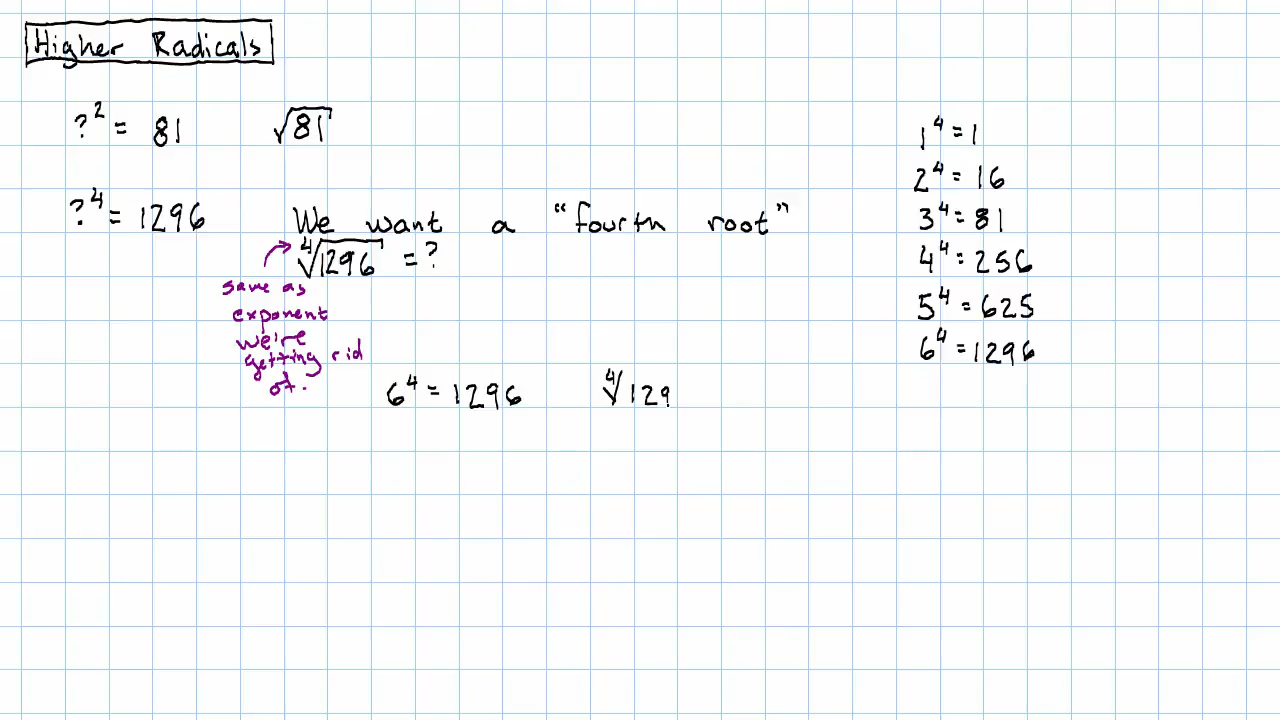 Higher Radicals
?² = 81 √81
?⁴ = 1296 We want a "fourth root"
⁴√1296 = ?
same as
exponent
we're
getting rid
of.
6⁴ = 1296 ⁴√129
1⁴ = 1
2⁴ = 16
3⁴ = 81
4⁴ = 256
5⁴ = 625
6⁴ = 1296